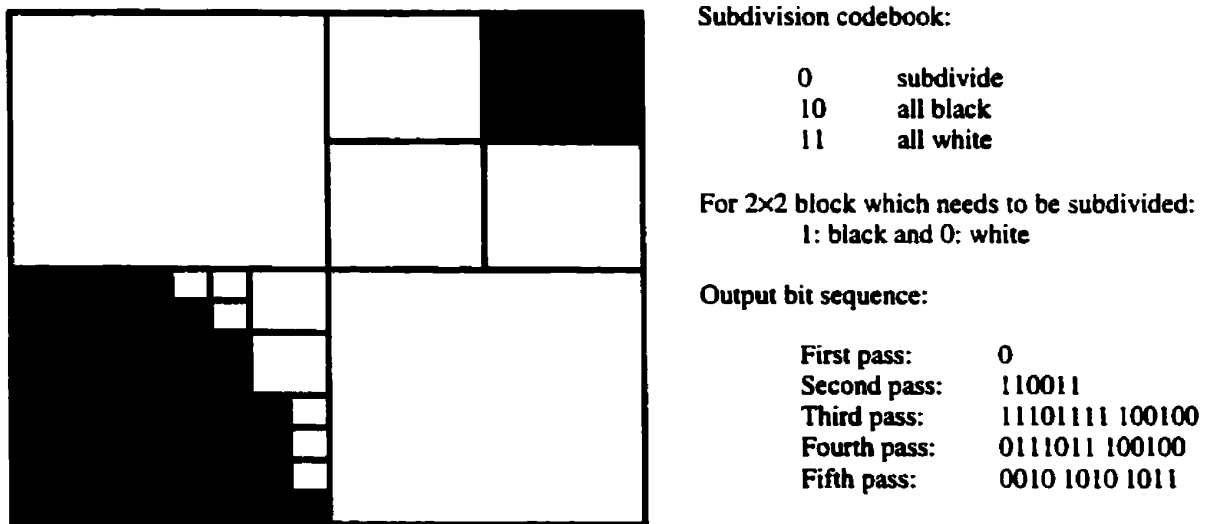 Subdivision codebook:
0 subdivide
10 all black
11 all white
For 2×2 block which needs to be subdivided:
1: black and 0: white
Output bit sequence:
First pass: 0
Second pass: 110011
Third pass: 11101111 100100
Fourth pass: 0111011 100100
Fifth pass: 0010 1010 1011